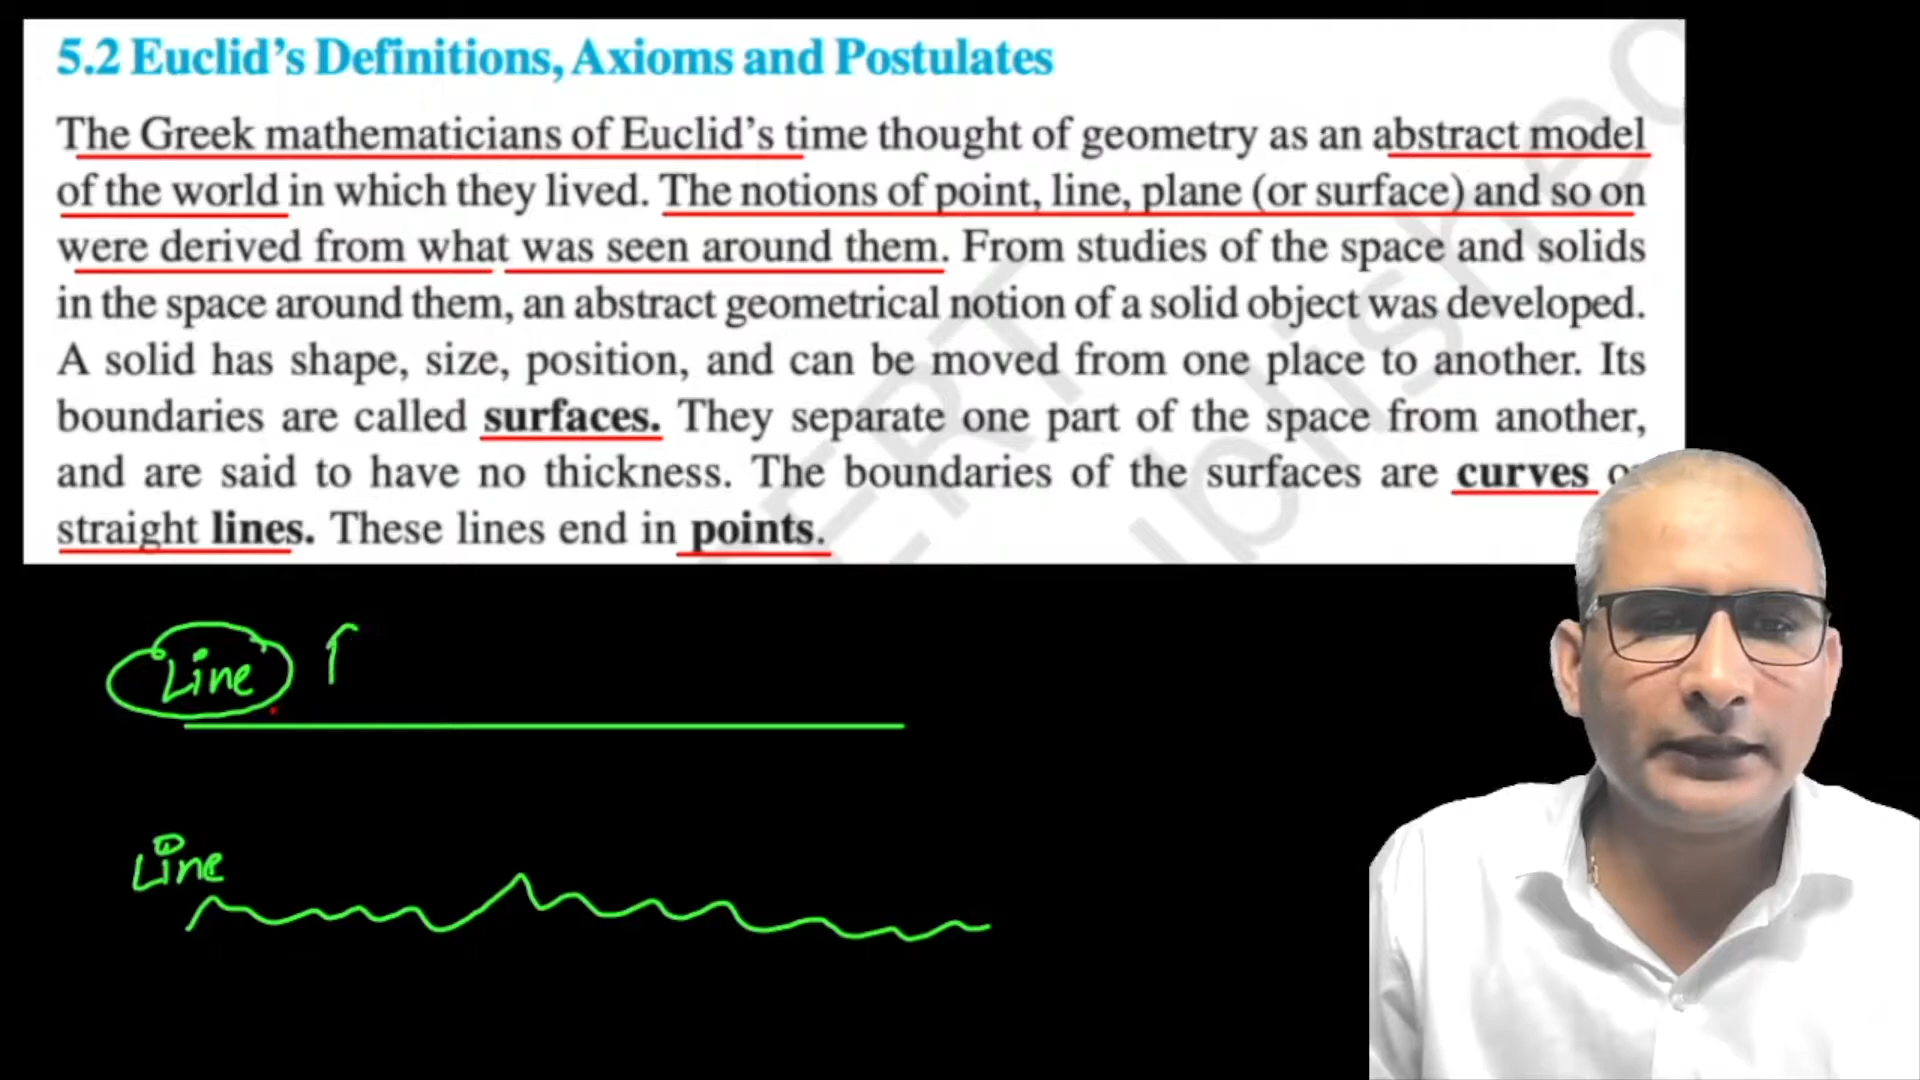 5.2 Euclid's Definitions, Axioms and Postulates
The Greek mathematicians of Euclid's time thought of geometry as an abstract model
of the world in which they lived. The notions of point, line, plane (or surface) and so on
were derived from what was seen around them. From studies of the space and solids
in the space around them, an abstract geometrical notion of a solid object was developed.
A solid has shape, size, position, and can be moved from one place to another. Its
boundaries are called surfaces. They separate one part of the space from another,
and are said to have no thickness. The boundaries of the surfaces are curves
straight lines. These lines end in points.
Line
Line